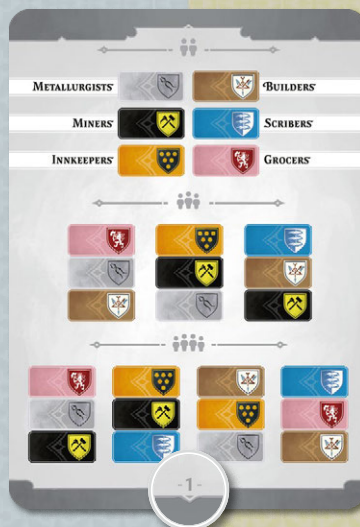 METALLURGISTS BUILDERS
MINERS SCRIBERS
INNKEEPERS GROCERS
-1-